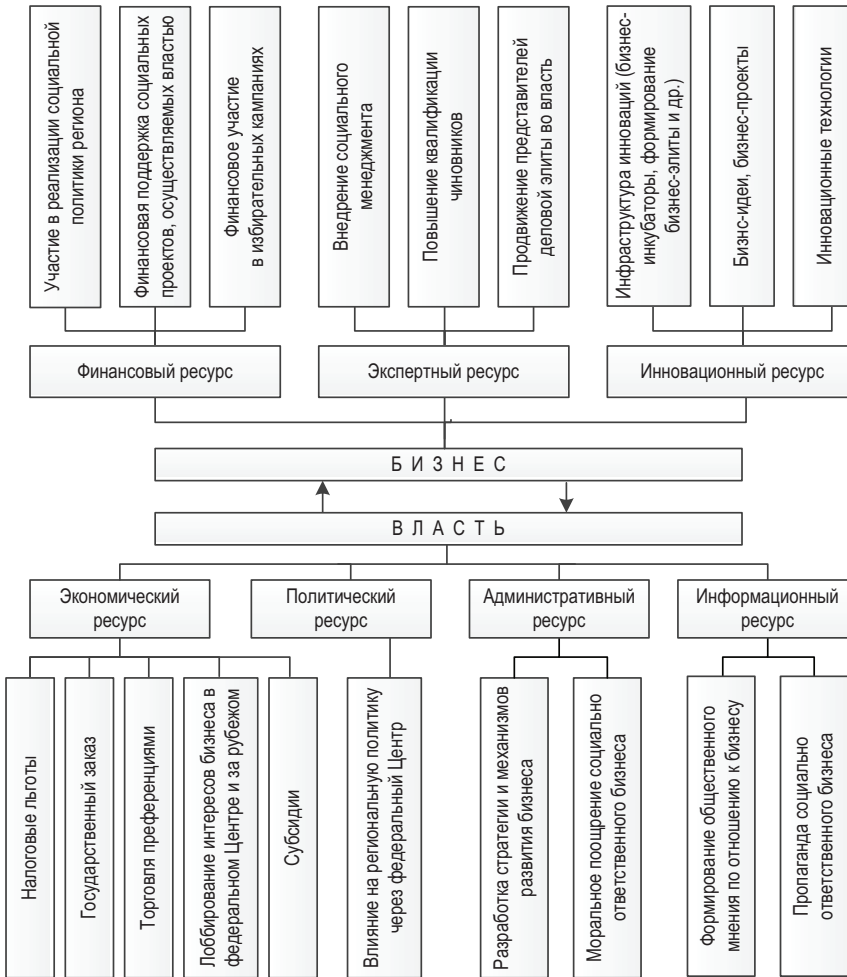 Участие в реализации социальной
политики региона
Финансовая поддержка социальных
проектов, осуществляемых властью
Финансовое участие
в избирательных кампаниях
Внедрение социального
менеджмента
Повышение квалификации
чиновников
Продвижение представителей
деловой элиты во власть
Инфраструктура инноваций (бизнес-
инкубаторы, формирование
бизнес-элиты и др.)
Бизнс-идеи, бизнес-проекты
Инновационные технологии
Финансовый ресурс
Экспертный ресурс
Инновационный ресурс
БИЗНЕС
ВЛАСТЬ
Экономический
ресурс
Политический
ресурс
Административный
ресурс
Информационный
ресурс
Налоговые льготы
Государственный заказ
Торговля преференциями
Лоббирование интересов бизнеса в
федеральном Центре и за рубежом
Субсидии
Влияние на региональную политику
через федеральный Центр
Разработка стратегии и механизмов
развития бизнеса
Моральное поощрение социально
ответственного бизнеса
Формирование общественного
мнения по отношению к бизнесу
Пропаганда социально
ответственного бизнеса